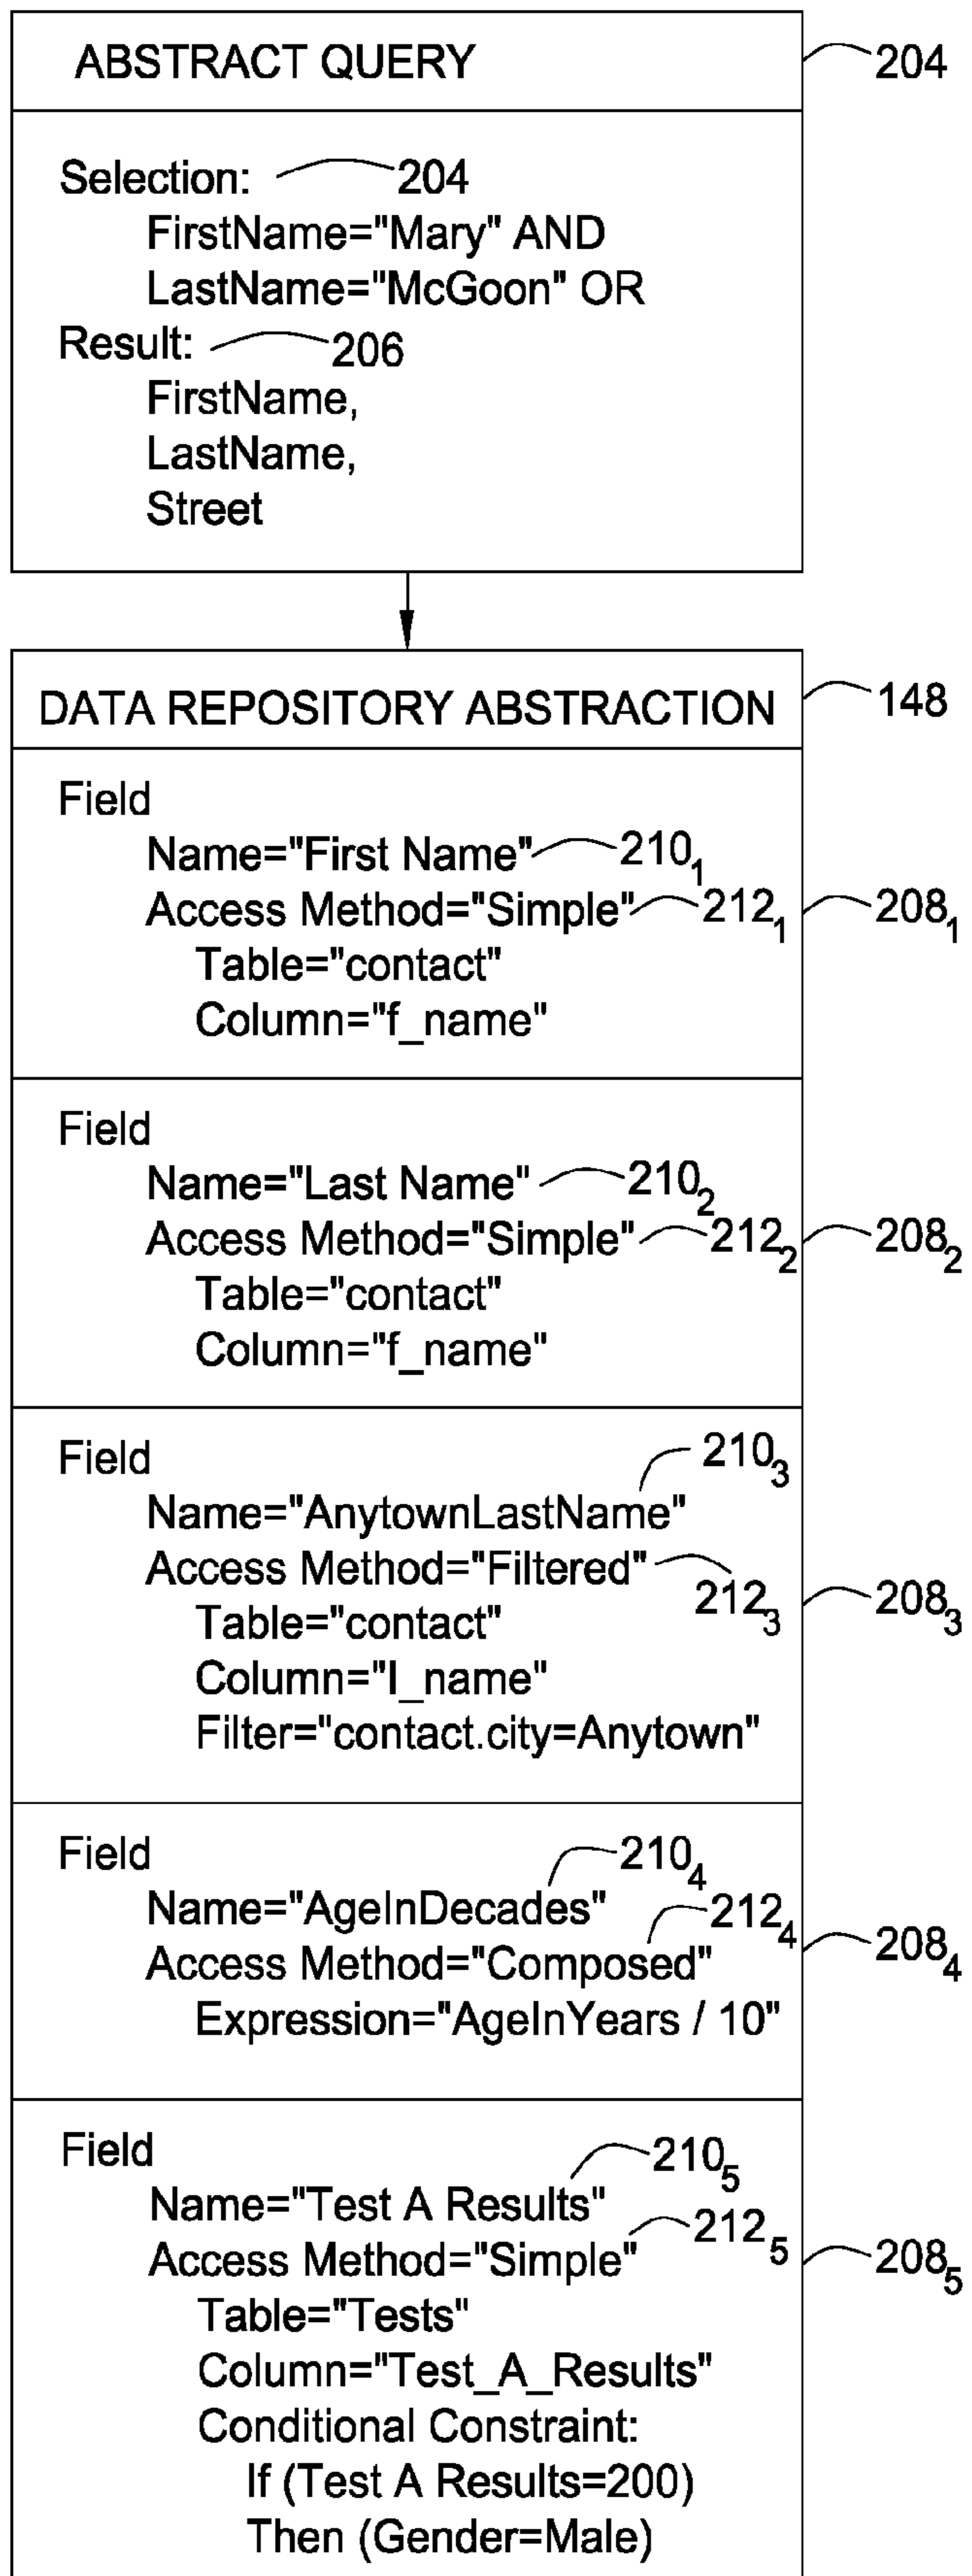 ABSTRACT QUERY 204
Selection: 204
FirstName="Mary" AND
LastName="McGoon" OR
Result: 206
FirstName,
LastName,
Street
DATA REPOSITORY ABSTRACTION 148
Field
Name="First Name" 210₁
Access Method="Simple" 212₁ 208₁
Table="contact"
Column="f_name"
Field
Name="Last Name" 210₂
Access Method="Simple" 212₂ 208₂
Table="contact"
Column="f_name"
Field 210₃
Name="AnytownLastName"
Access Method="Filtered"
212₃ 208₃
Table="contact"
Column="l_name"
Filter="contact.city=Anytown"
Field 210₄
Name="AgeInDecades" 212₄
Access Method="Composed" 208₄
Expression="AgeInYears / 10"
Field 210₅
Name="Test A Results" 212₅
Access Method="Simple" 208₅
Table="Tests"
Column="Test_A_Results"
Conditional Constraint:
If (Test A Results=200)
Then (Gender=Male)